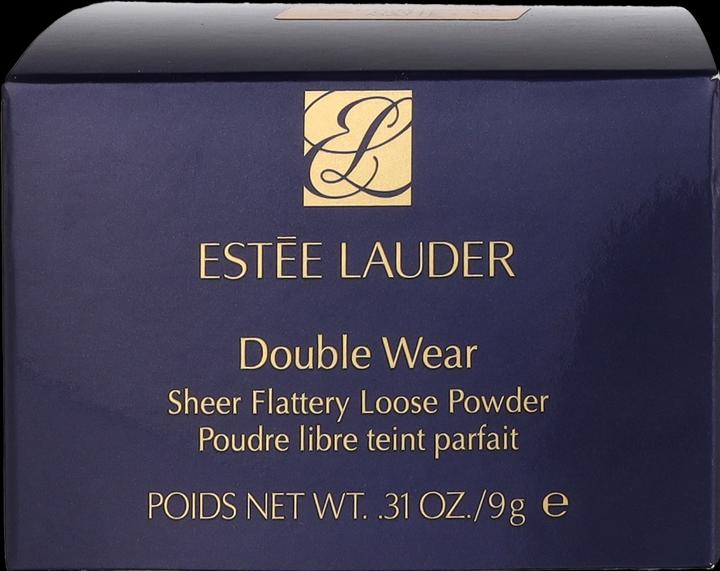 ESTĒE LAUDER
Double Wear
Sheer Flattery Loose Powder
Poudre libre teint parfait
POIDS NET WT. .31 OZ./9g e